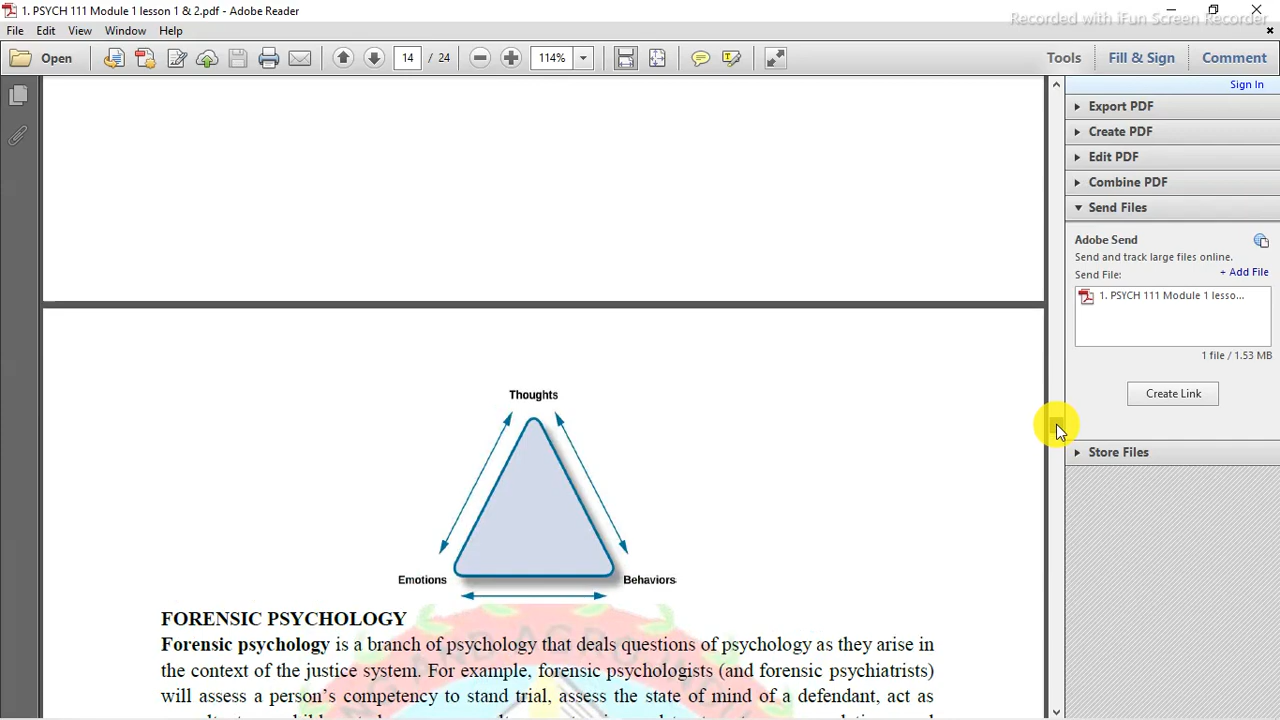 1. PSYCH 111 Module 1 lesson 1 & 2.pdf - Adobe Reader
Recorded with iFun Screen Recorder
File Edit View Window Help
Open 14 / 24 114% Tools Fill & Sign Comment
Sign In
Export PDF
Create PDF
Edit PDF
Combine PDF
Send Files
Adobe Send
Send and track large files online.
Send File: + Add File
1. PSYCH 111 Module 1 lesso...
1 file / 1.53 MB
Create Link
Store Files
Thoughts
Emotions Behaviors
FORENSIC PSYCHOLOGY
Forensic psychology is a branch of psychology that deals questions of psychology as they arise in
the context of the justice system. For example, forensic psychologists (and forensic psychiatrists)
will assess a person's competency to stand trial, assess the state of mind of a defendant, act as